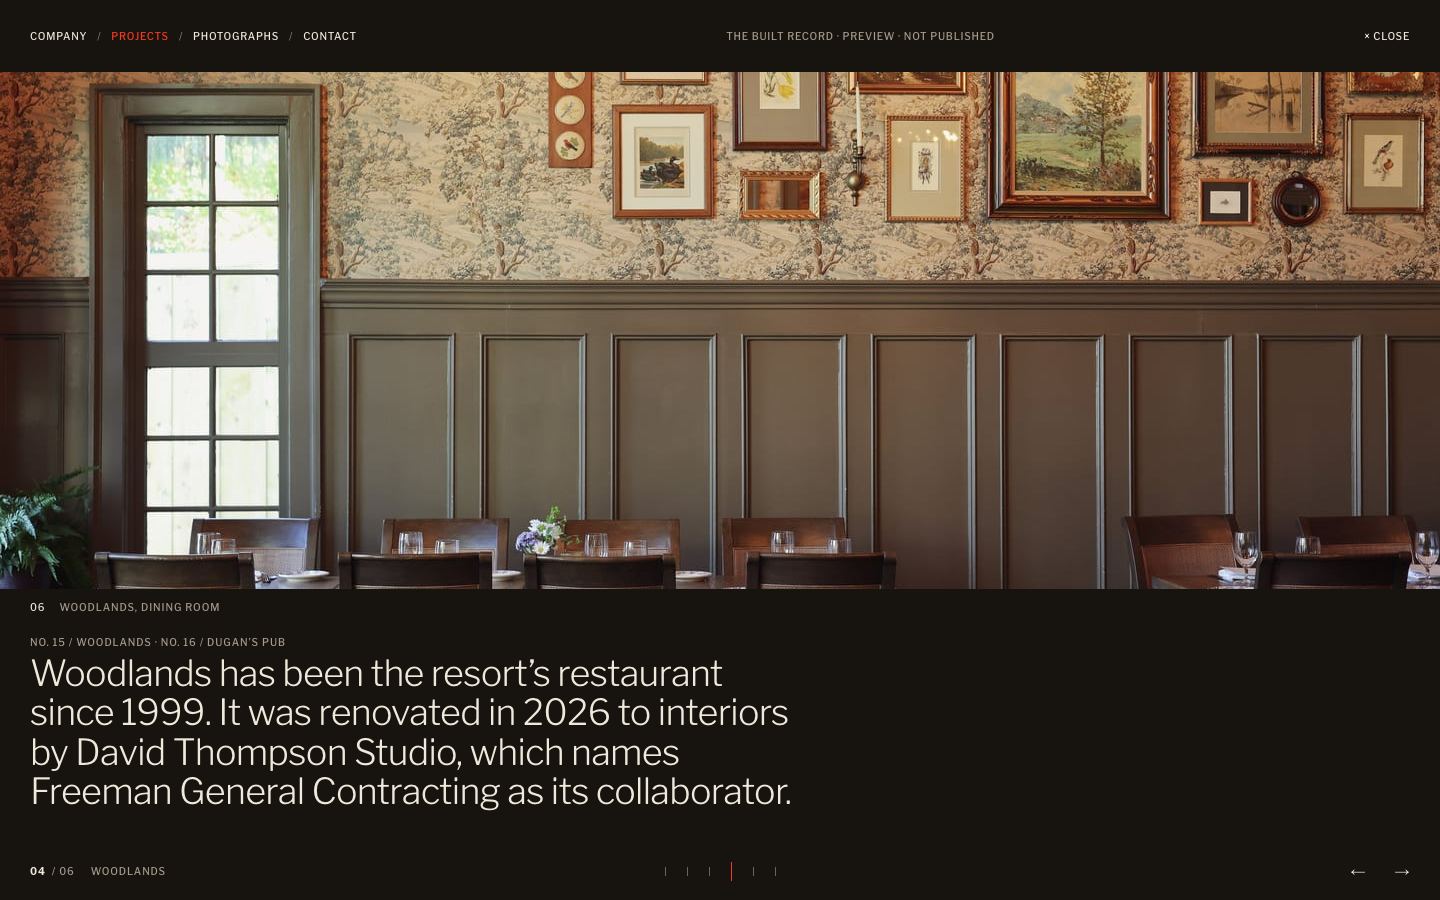 COMPANY / PROJECTS / PHOTOGRAPHS / CONTACT
THE BUILT RECORD · PREVIEW · NOT PUBLISHED
× CLOSE
06 WOODLANDS, DINING ROOM
NO. 15 / WOODLANDS · NO. 16 / DUGAN'S PUB
Woodlands has been the resort’s restaurant
since 1999. It was renovated in 2026 to interiors
by David Thompson Studio, which names
Freeman General Contracting as its collaborator.
04 / 06 WOODLANDS
← →